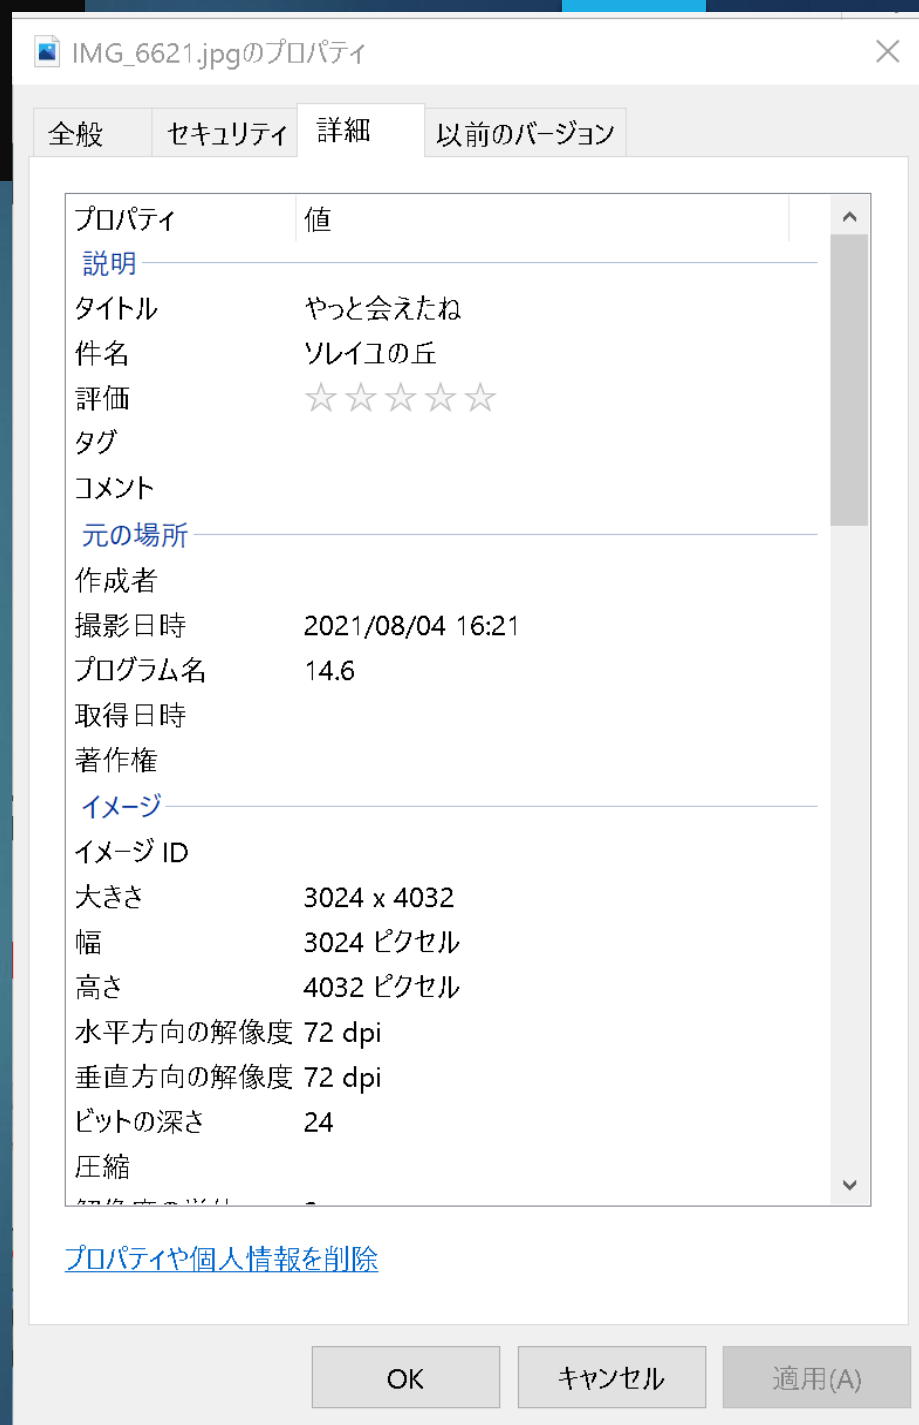 IMG_6621.jpgのプロパティ
全般 セキュリティ 詳細 以前のバージョン
プロパティ 値
説明
タイトル やっと会えたね
件名 ソレイユの丘
評価 ☆☆☆☆☆
タグ
コメント
元の場所
作成者
撮影日時 2021/08/04 16:21
プログラム名 14.6
取得日時
著作権
イメージ
イメージ ID
大きさ 3024 x 4032
幅 3024 ピクセル
高さ 4032 ピクセル
水平方向の解像度 72 dpi
垂直方向の解像度 72 dpi
ビットの深さ 24
圧縮
プロパティや個人情報を削除
OK キャンセル 適用(A)